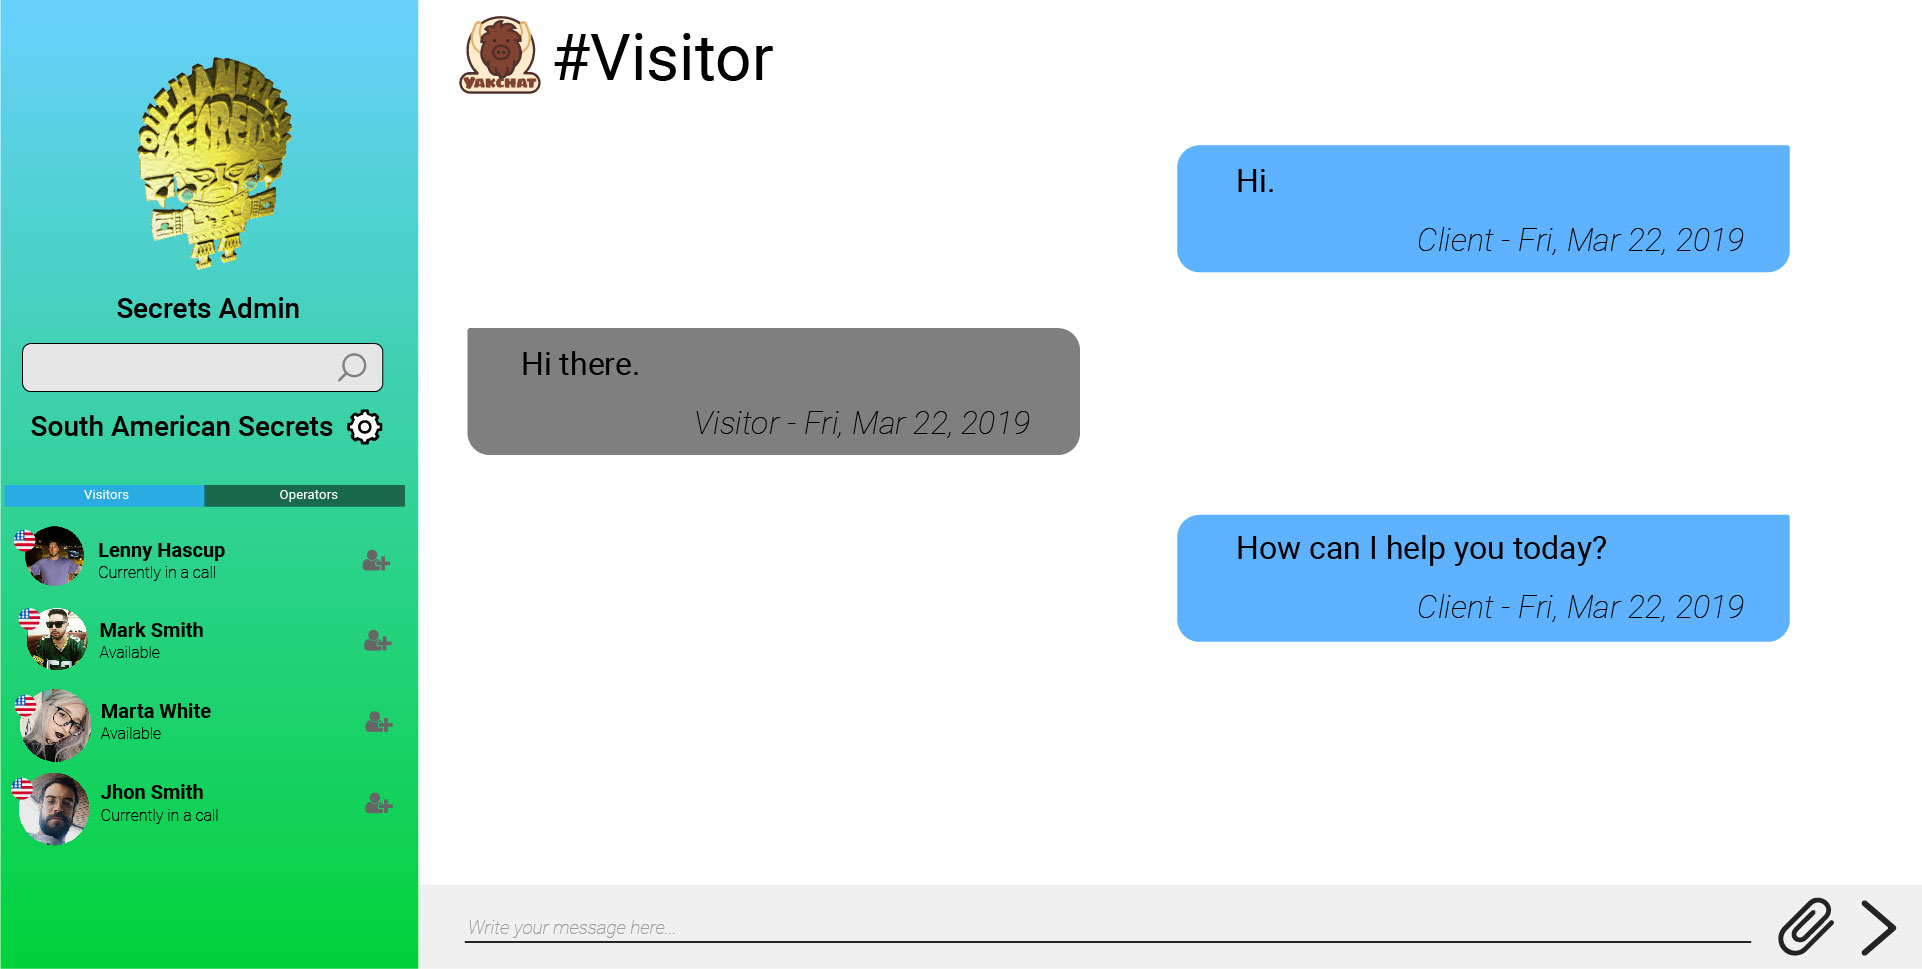 SOUTH AMERICAN
SECRETS
Secrets Admin
South American Secrets
Visitors
Operators
Lenny Hascup
Currently in a call
Mark Smith
Available
Marta White
Available
Jhon Smith
Currently in a call
YAKCHAT
#Visitor
Hi.
Client - Fri, Mar 22, 2019
Hi there.
Visitor - Fri, Mar 22, 2019
How can I help you today?
Client - Fri, Mar 22, 2019
Write your message here...